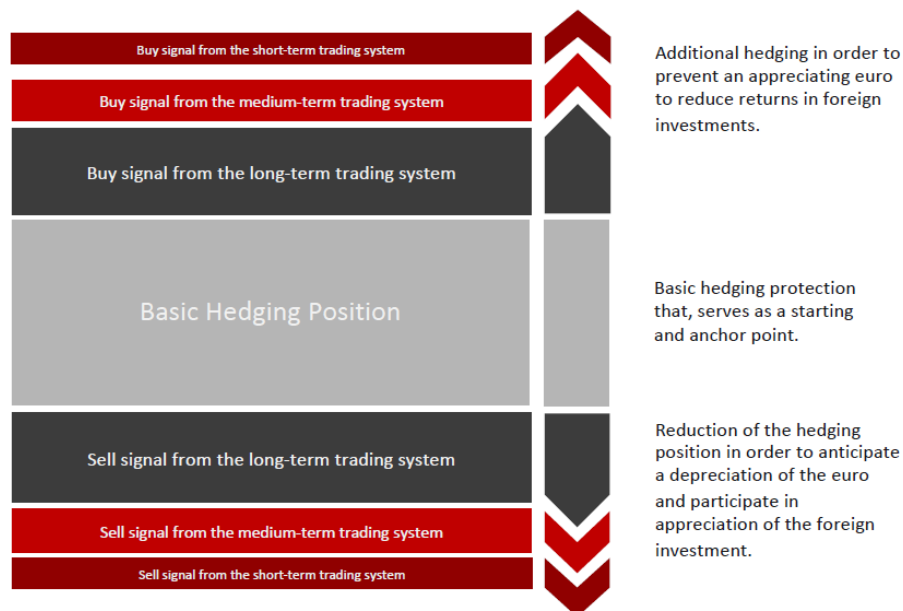 Buy signal from the short-term trading system
Buy signal from the medium-term trading system
Buy signal from the long-term trading system
Additional hedging in order to
prevent an appreciating euro
to reduce returns in foreign
investments.
Basic Hedging Position
Basic hedging protection
that, serves as a starting
and anchor point.
Sell signal from the long-term trading system
Sell signal from the medium-term trading system
Sell signal from the short-term trading system
Reduction of the hedging
position in order to anticipate
a depreciation of the euro
and participate in
appreciation of the foreign
investment.